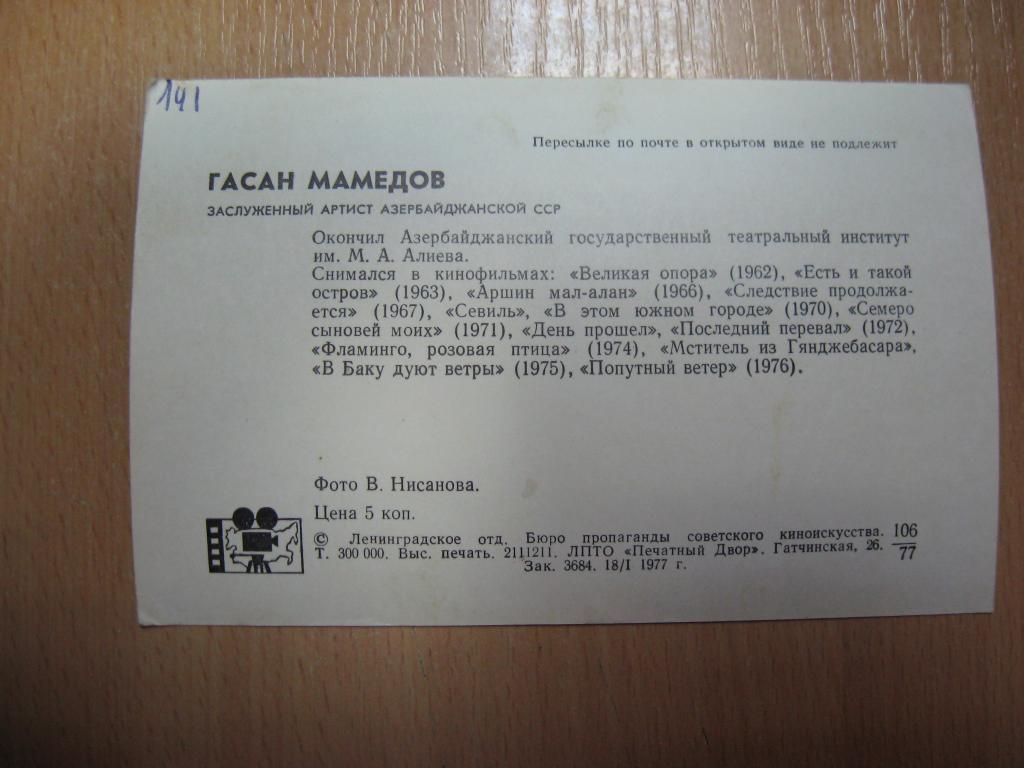 141
Пересылке по почте в открытом виде не подлежит
ГАСАН МАМЕДОВ
ЗАСЛУЖЕННЫЙ АРТИСТ АЗЕРБАЙДЖАНСКОЙ ССР
Окончил Азербайджанский государственный театральный институт
им. М. А. Алиева.
Снимался в кинофильмах: «Великая опора» (1962), «Есть и такой
остров» (1963), «Аршин мал-алан» (1966), «Следствие продолжа-
ется» (1967), «Севиль», «В этом южном городе» (1970), «Семеро
сыновей моих» (1971), «День прошел», «Последний перевал» (1972),
«Фламинго, розовая птица» (1974), «Мститель из Гянджебасара»,
«В Баку дуют ветры» (1975), «Попутный ветер» (1976).
Фото В. Нисанова.
Цена 5 коп.
© Ленинградское отд. Бюро пропаганды советского киноискусства. 106
Т. 300 000. Выс. печать. 2111211. ЛПТО «Печатный Двор». Гатчинская, 26. 77
Зак. 3684. 18/I 1977 г.